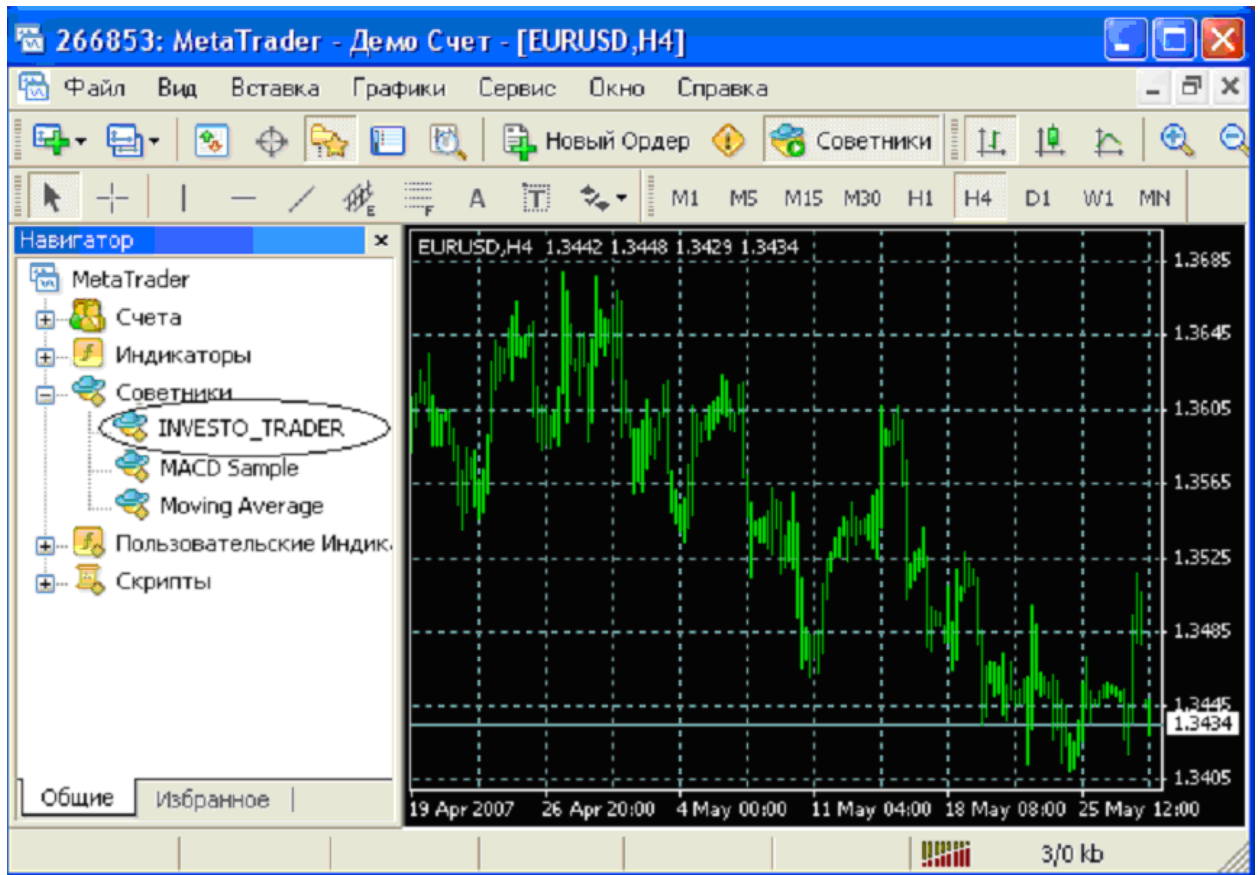 266853: MetaTrader - Демо Счет - [EURUSD,H4]
Файл Вид Вставка Графики Сервис Окно Справка
Новый Ордер Советники
E F A T M1 M5 M15 M30 H1 H4 D1 W1 MN
Навигатор
MetaTrader
Счета
Индикаторы
Советники
INVESTO_TRADER
MACD Sample
Moving Average
Пользовательские Индик
Скрипты
Общие Избранное
EURUSD,H4 1.3442 1.3448 1.3429 1.3434
1.3685
1.3645
1.3605
1.3565
1.3525
1.3485
1.3445
1.3434
1.3405
19 Apr 2007 26 Apr 20:00 4 May 00:00 11 May 04:00 18 May 08:00 25 May 12:00
3/0 kb